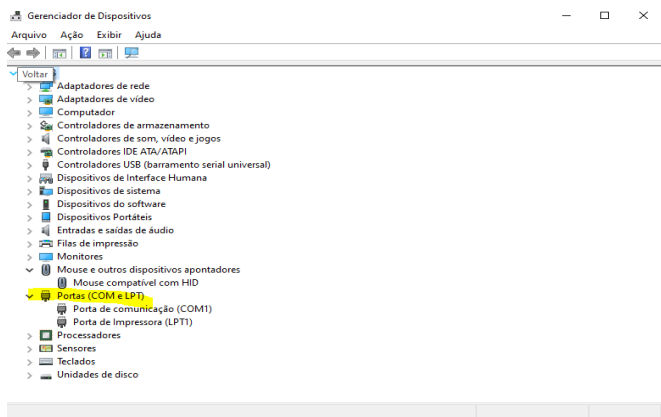 Gerenciador de Dispositivos
Arquivo Ação Exibir Ajuda
Voltar
Adaptadores de rede
Adaptadores de vídeo
Computador
Controladores de armazenamento
Controladores de som, vídeo e jogos
Controladores IDE ATA/ATAPI
Controladores USB (barramento serial universal)
Dispositivos de Interface Humana
Dispositivos de sistema
Dispositivos do software
Dispositivos Portáteis
Entradas e saídas de áudio
Filas de impressão
Monitores
Mouse e outros dispositivos apontadores
Mouse compatível com HID
Portas (COM e LPT)
Porta de comunicação (COM1)
Porta de Impressora (LPT1)
Processadores
Sensores
Teclados
Unidades de disco